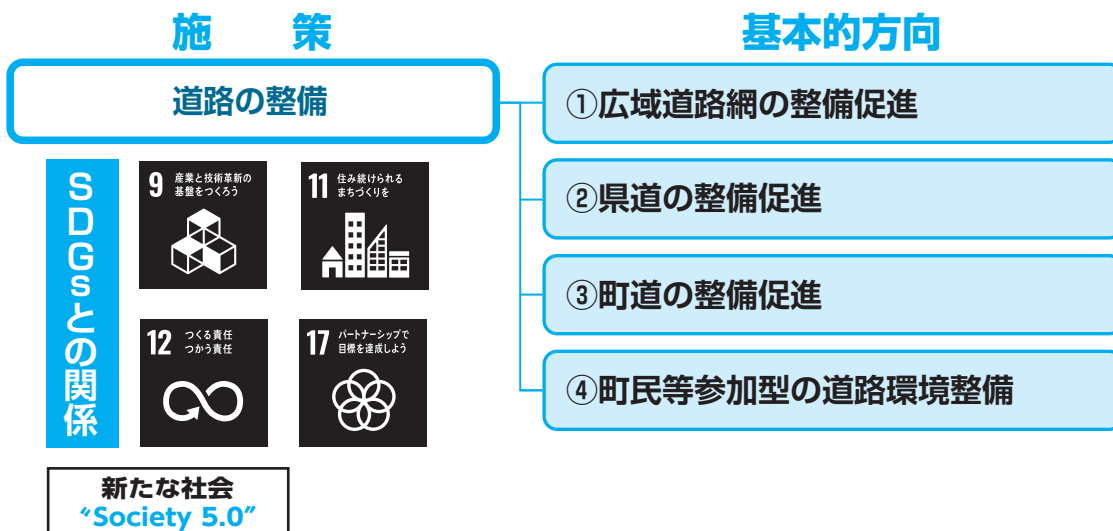 施 策
基本的方向
道路の整備
①広域道路網の整備促進
②県道の整備促進
③町道の整備促進
④町民等参加型の道路環境整備
SDGsとの関係
9 産業と技術革新の
基盤をつくろう
11 住み続けられる
まちづくりを
12 つくる責任
つかう責任
17 パートナーシップで
目標を達成しよう
新たな社会
“Society 5.0”